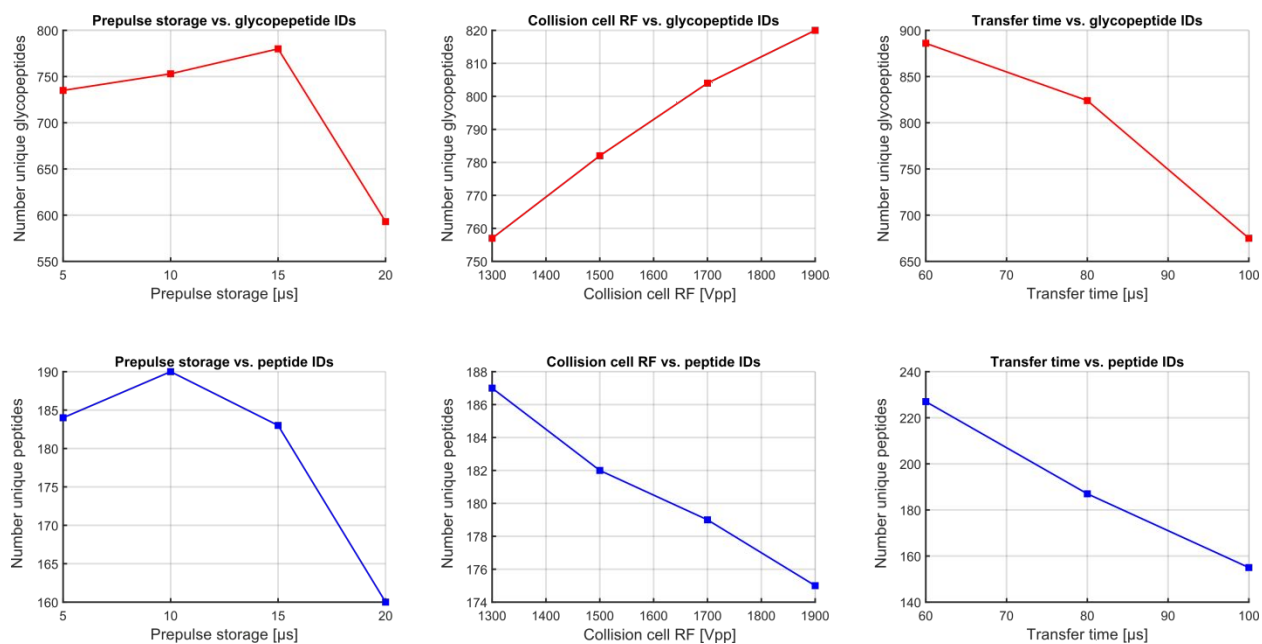 Prepulse storage vs. glycopepetide IDs
Number unique glycopeptides
800
750
700
650
600
550
5 10 15 20
Prepulse storage [µs]
Collision cell RF vs. glycopeptide IDs
Number unique glycopeptides
820
810
800
790
780
770
760
750
1300 1400 1500 1600 1700 1800 1900
Collision cell RF [Vpp]
Transfer time vs. glycopeptide IDs
Number unique glycopeptides
900
850
800
750
700
650
60 70 80 90 100
Transfer time [µs]
Prepulse storage vs. peptide IDs
Number unique peptides
190
185
180
175
170
165
160
5 10 15 20
Prepulse storage [µs]
Collision cell RF vs. peptide IDs
Number unique peptides
188
186
184
182
180
178
176
174
1300 1400 1500 1600 1700 1800 1900
Collision cell RF [Vpp]
Transfer time vs. peptide IDs
Number unique peptides
240
220
200
180
160
140
60 70 80 90 100
Transfer time [µs]